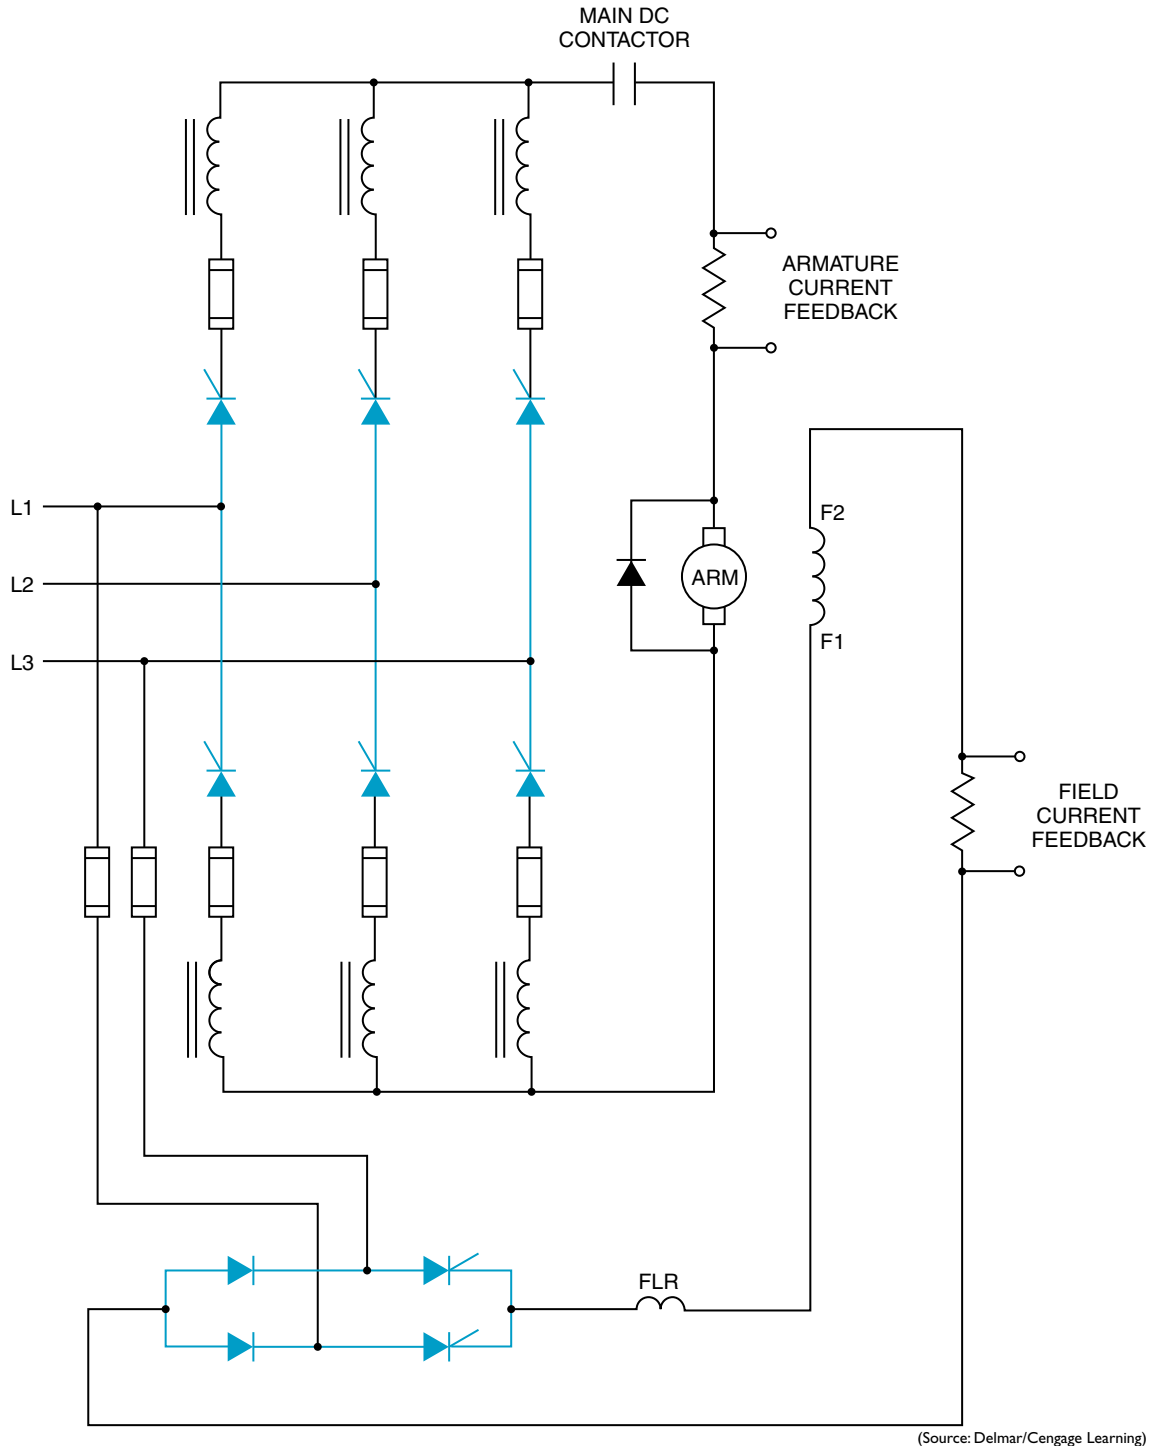 MAIN DC
CONTACTOR
ARMATURE
CURRENT
FEEDBACK
L1
F2
L2
ARM
F1
L3
FIELD
CURRENT
FEEDBACK
FLR
(Source: Delmar/Cengage Learning)